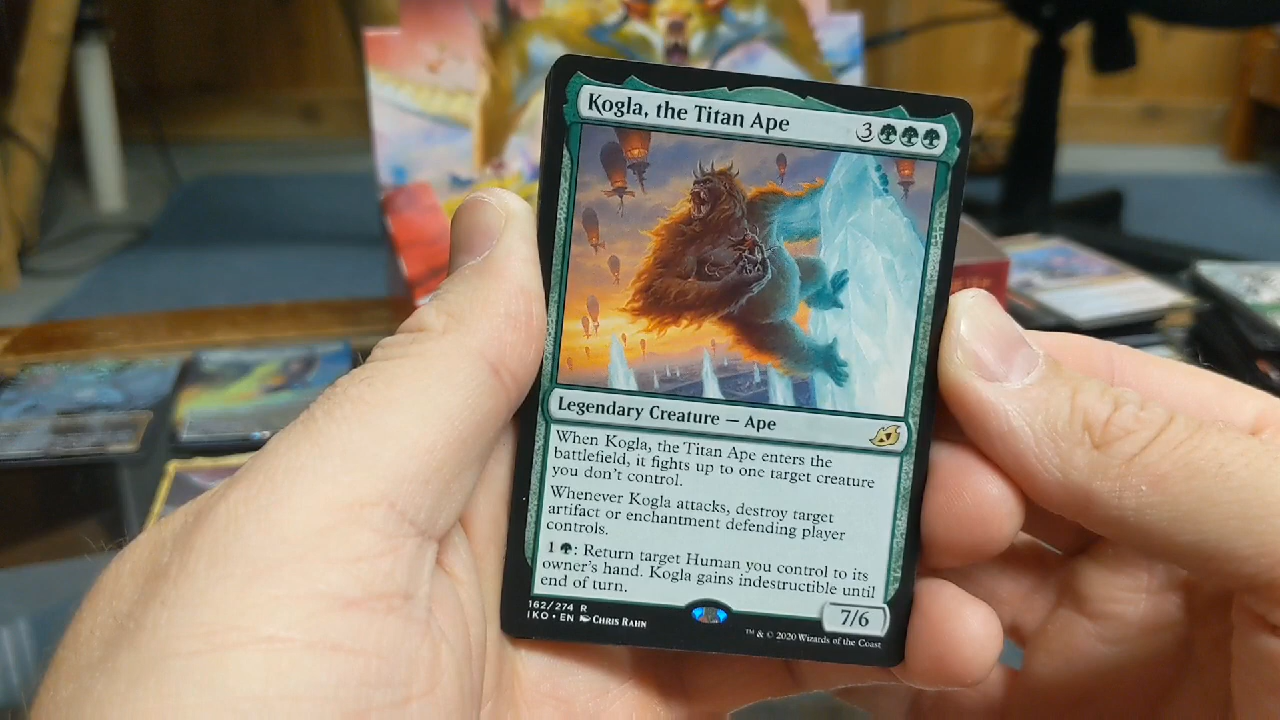 Kogla, the Titan Ape 3
Legendary Creature — Ape
When Kogla, the Titan Ape enters the
battlefield, it fights up to one target creature
you don't control.
Whenever Kogla attacks, destroy target
artifact or enchantment defending player
controls.
1 : Return target Human you control to its
owner's hand. Kogla gains indestructible until
end of turn.
7/6
162/274 R
IKO • EN Chris Rahn
™ & © 2020 Wizards of the Coast